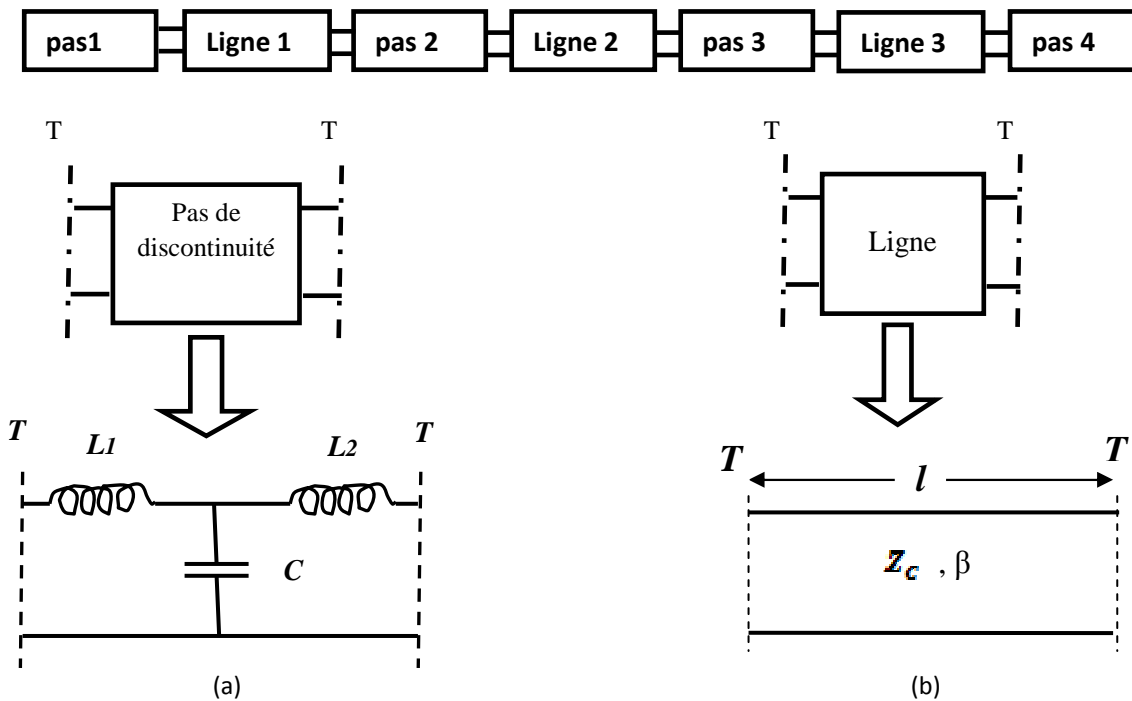 pas1 Ligne 1 pas 2 Ligne 2 pas 3 Ligne 3 pas 4
T T T T
Pas de
discontinuité
Ligne
T L1 L2 T
T l T
C
Zc , β
(a) (b)